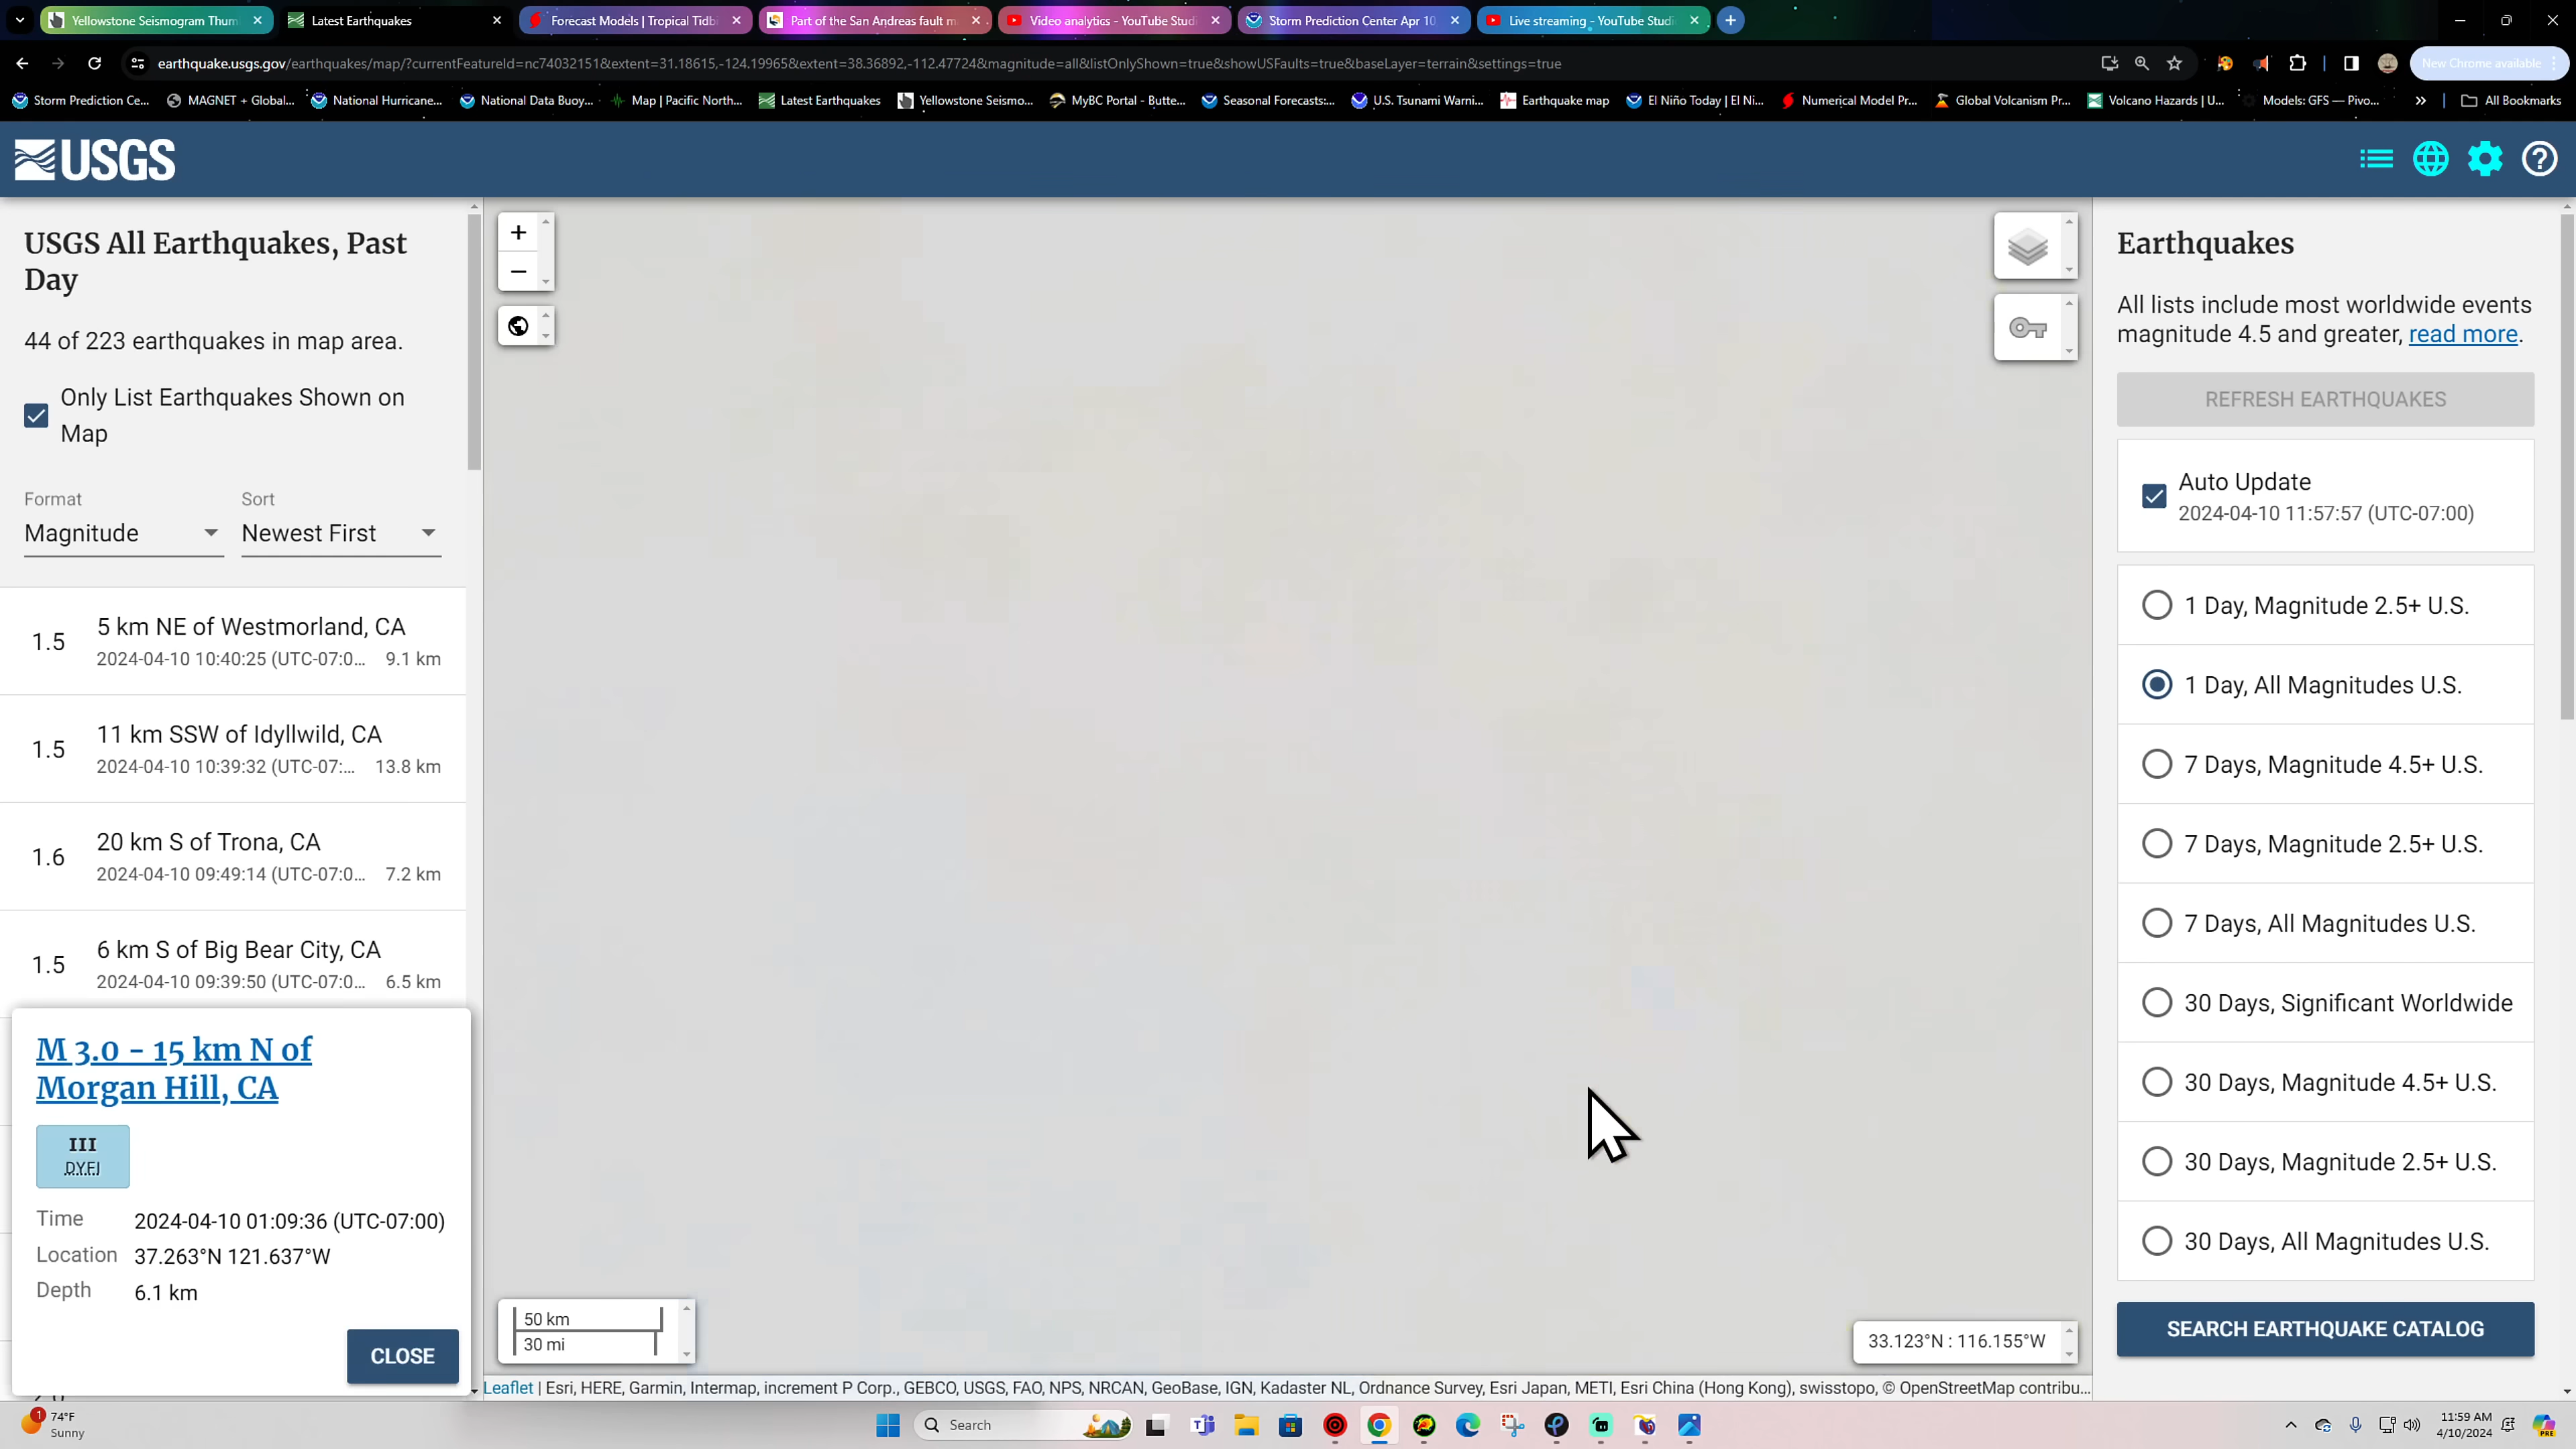 Yellowstone Seismogram Thum
Latest Earthquakes
Forecast Models | Tropical Tidb
Part of the San Andreas fault m
Video analytics - YouTube Studi
Storm Prediction Center Apr 10
Live streaming - YouTube Studi
earthquake.usgs.gov/earthquakes/map/?currentFeatureId=nc74032151&extent=31.18615,-124.19965&extent=38.36892,-112.47724&magnitude=all&listOnlyShown=true&showUSFaults=true&baseLayer=terrain&settings=true
New Chrome available
Storm Prediction Ce...
MAGNET + Global...
National Hurricane...
National Data Buoy...
Map | Pacific North...
Latest Earthquakes
Yellowstone Seismo...
MyBC Portal - Butte...
Seasonal Forecasts:...
U.S. Tsunami Warni...
Earthquake map
El Niño Today | El Ni...
Numerical Model Pr...
Global Volcanism Pr...
Volcano Hazards | U...
Models: GFS — Pivo...
All Bookmarks
USGS
USGS All Earthquakes, Past
Day
44 of 223 earthquakes in map area.
Only List Earthquakes Shown on
Map
Format
Sort
Magnitude
Newest First
1.5
5 km NE of Westmorland, CA
2024-04-10 10:40:25 (UTC-07:0... 9.1 km
1.5
11 km SSW of Idyllwild, CA
2024-04-10 10:39:32 (UTC-07:... 13.8 km
1.6
20 km S of Trona, CA
2024-04-10 09:49:14 (UTC-07:0... 7.2 km
1.5
6 km S of Big Bear City, CA
2024-04-10 09:39:50 (UTC-07:0... 6.5 km
M 3.0 - 15 km N of
Morgan Hill, CA
III
DYFI
Time 2024-04-10 01:09:36 (UTC-07:00)
Location 37.263°N 121.637°W
Depth 6.1 km
CLOSE
+
−
50 km
30 mi
33.123°N : 116.155°W
Leaflet | Esri, HERE, Garmin, Intermap, increment P Corp., GEBCO, USGS, FAO, NPS, NRCAN, GeoBase, IGN, Kadaster NL, Ordnance Survey, Esri Japan, METI, Esri China (Hong Kong), swisstopo, © OpenStreetMap contribu...
Earthquakes
All lists include most worldwide events
magnitude 4.5 and greater, read more.
REFRESH EARTHQUAKES
Auto Update
2024-04-10 11:57:57 (UTC-07:00)
1 Day, Magnitude 2.5+ U.S.
1 Day, All Magnitudes U.S.
7 Days, Magnitude 4.5+ U.S.
7 Days, Magnitude 2.5+ U.S.
7 Days, All Magnitudes U.S.
30 Days, Significant Worldwide
30 Days, Magnitude 4.5+ U.S.
30 Days, Magnitude 2.5+ U.S.
30 Days, All Magnitudes U.S.
SEARCH EARTHQUAKE CATALOG
1
74°F
Sunny
Search
11:59 AM
4/10/2024
PRE